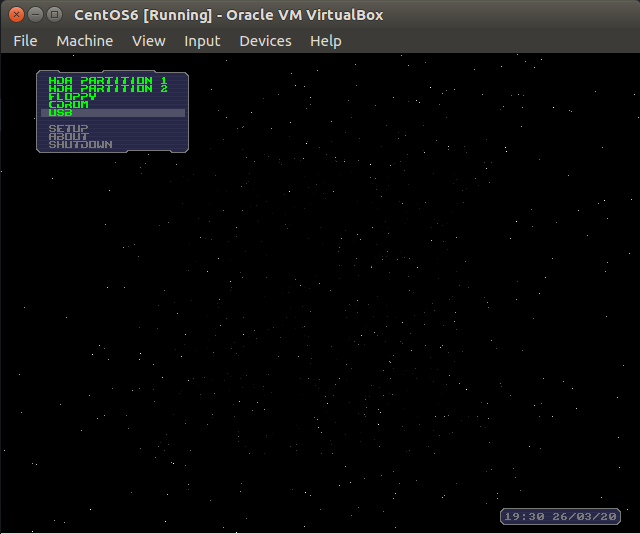 CentOS6 [Running] - Oracle VM VirtualBox
File Machine View Input Devices Help
HDA PARTITION 1
HDA PARTITION 2
FLOPPY
CDROM
USB
SETUP
ABOUT
SHUTDOWN
19:30 26/03/20